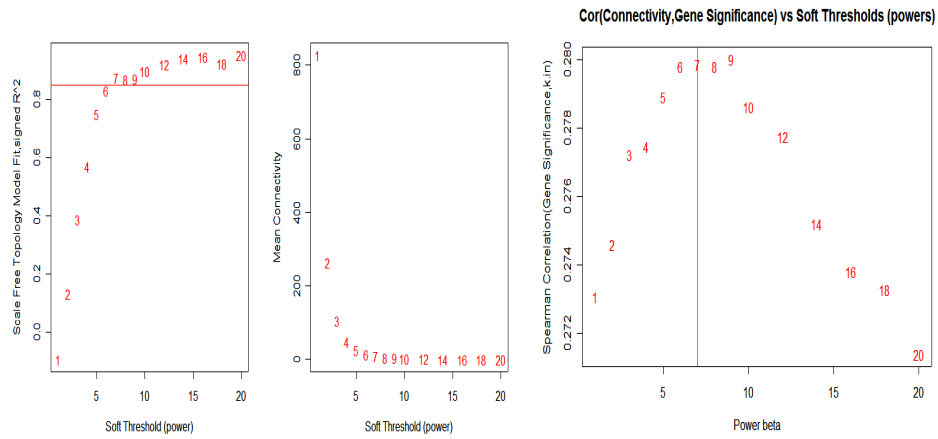 Cor(Connectivity,Gene Significance) vs Soft Thresholds (powers)
Scale Free Topology Model Fit,signed R^2
0.0 0.2 0.4 0.6 0.8
1 2 3 4 5 6 7 8 9 10 12 14 16 18 20
5 10 15 20
Soft Threshold (power)
Mean Connectivity
0 200 400 600 800
1 2 3 4 5 6 7 8 9 10 12 14 16 18 20
5 10 15 20
Soft Threshold (power)
Spearman Correlation(Gene Significance,k.in)
0.272 0.274 0.276 0.278 0.280
1 2 3 4 5 6 7 8 9 10 12 14 16 18 20
5 10 15 20
Power beta